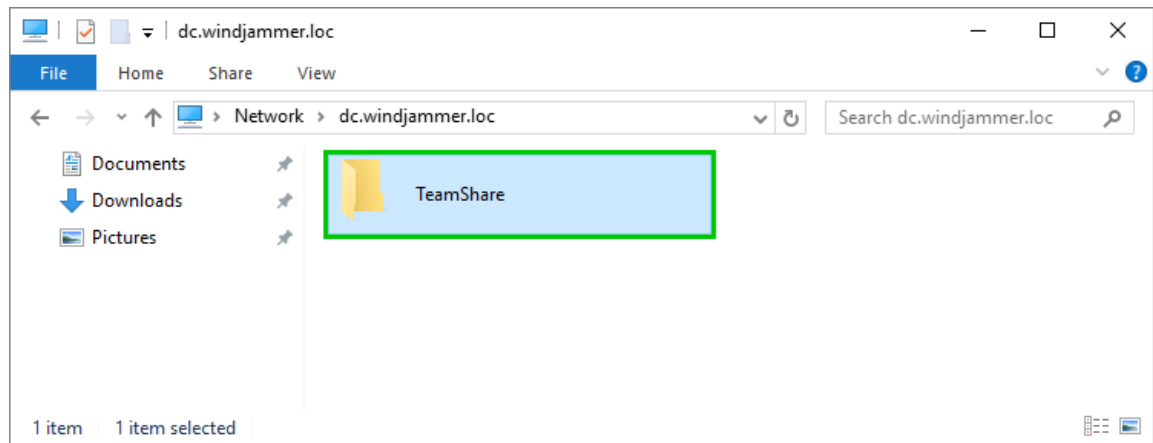 dc.windjammer.loc
File Home Share View
Network › dc.windjammer.loc Search dc.windjammer.loc
Documents
Downloads
Pictures
TeamShare
1 item 1 item selected